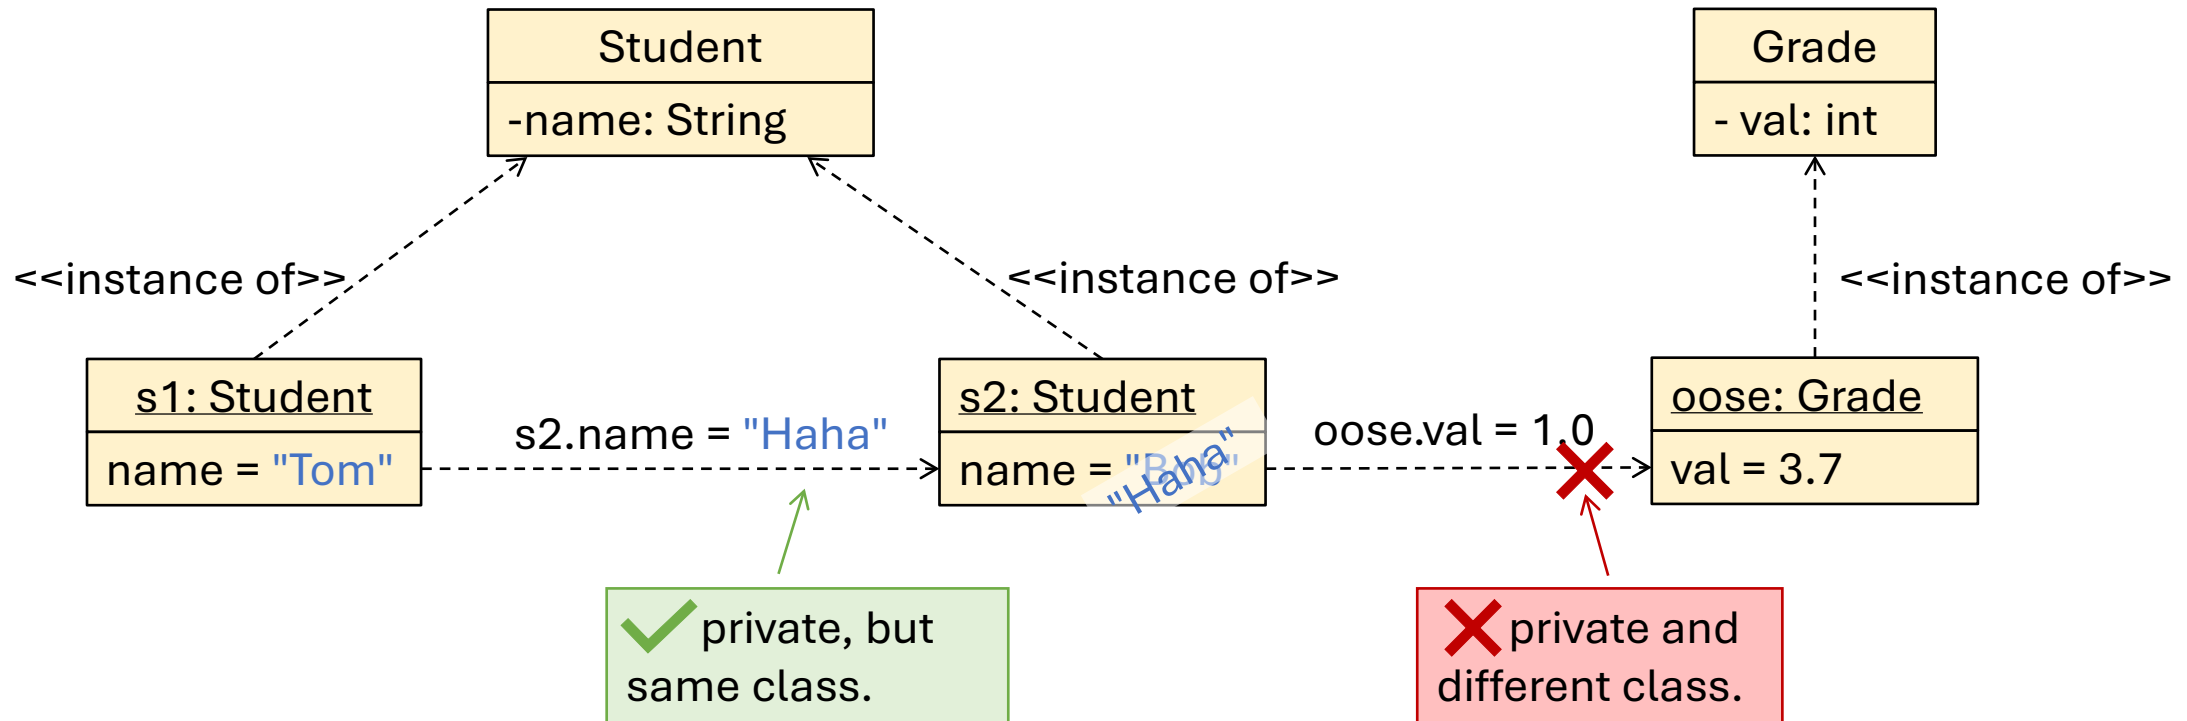 Student
-name: String
Grade
- val: int
<<instance of>>
<<instance of>>
<<instance of>>
s1: Student
name = "Tom"
s2.name = "Haha"
s2: Student
name = "Bob"
"Haha"
oose.val = 1.0
oose: Grade
val = 3.7
private, but
same class.
private and
different class.